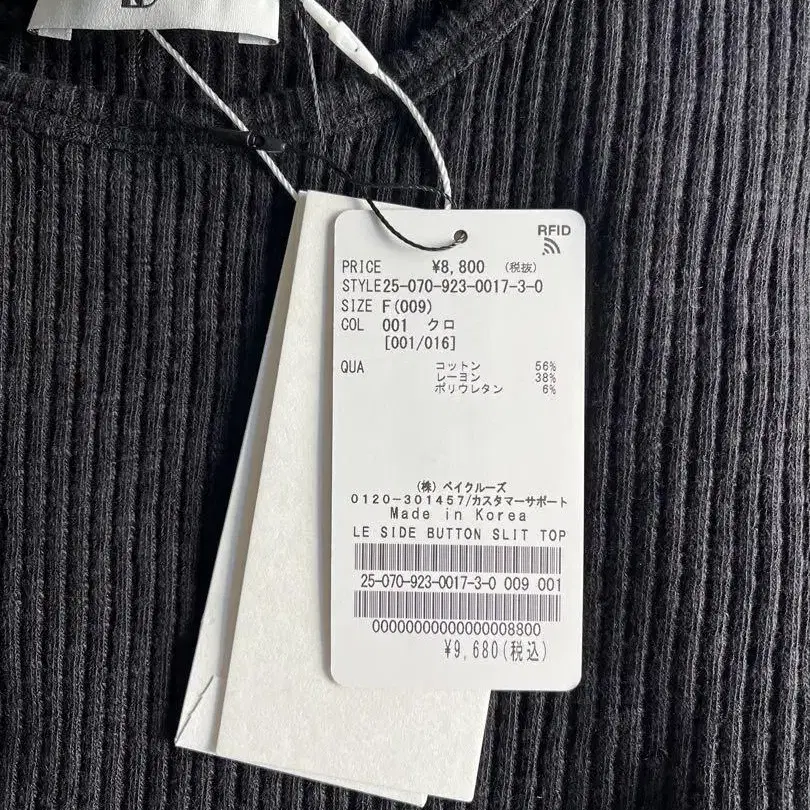 RFID
PRICE ¥8,800 (税抜)
STYLE25-070-923-0017-3-0
SIZE F(009)
COL 001 クロ
[001/016]
QUA コットン 56%
レーヨン 38%
ポリウレタン 6%
(株) ベイクルーズ
0120-301457/カスタマーサポート
Made in Korea
LE SIDE BUTTON SLIT TOP
25-070-923-0017-3-0 009 001
00000000000000008800
¥9,680(税込)